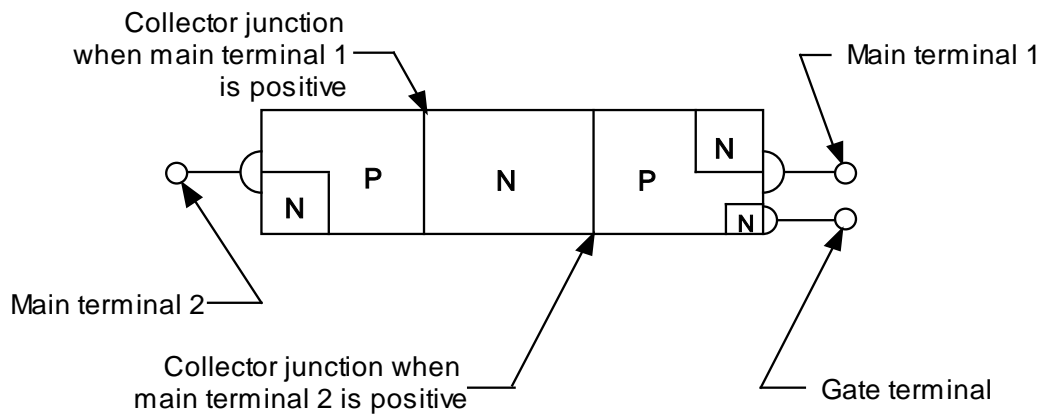 Collector junction
when main terminal 1
is positive
Main terminal 1
P
N
P
N
N
N
Main terminal 2
Collector junction when
main terminal 2 is positive
Gate terminal